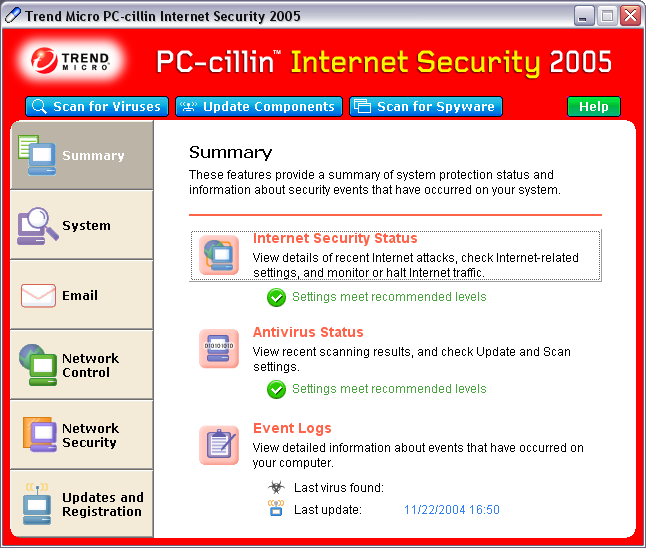 Trend Micro PC-cillin Internet Security 2005
TREND
MICRO
PC-cillin™ Internet Security 2005
Scan for Viruses
Update Components
Scan for Spyware
Help
Summary
System
Email
Network
Control
Network
Security
Updates and
Registration
Summary
These features provide a summary of system protection status and
information about security events that have occurred on your system.
Internet Security Status
View details of recent Internet attacks, check Internet-related
settings, and monitor or halt Internet traffic.
Settings meet recommended levels
Antivirus Status
01010101
View recent scanning results, and check Update and Scan
settings.
Settings meet recommended levels
Event Logs
View detailed information about events that have occurred on
your computer.
Last virus found:
Last update: 11/22/2004 16:50